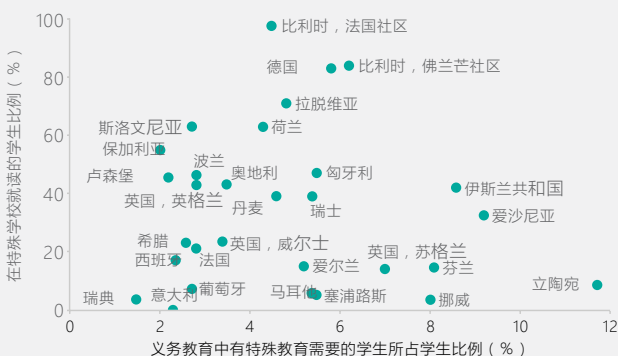 100
比利时，法国社区
德国
比利时，佛兰芒社区
80
拉脱维亚
斯洛文尼亚
荷兰
60
保加利亚
波兰
卢森堡
奥地利
匈牙利
伊斯兰共和国
40
英国，英格兰
丹麦
瑞士
爱沙尼亚
希腊
英国，威尔士
英国，苏格兰
20
西班牙
法国
爱尔兰
芬兰
瑞典
意大利
葡萄牙
马耳他
塞浦路斯
挪威
立陶宛
0
0
2
4
6
8
10
12
在特殊学校就读的学生比例（%）
义务教育中有特殊教育需要的学生所占学生比例（%）